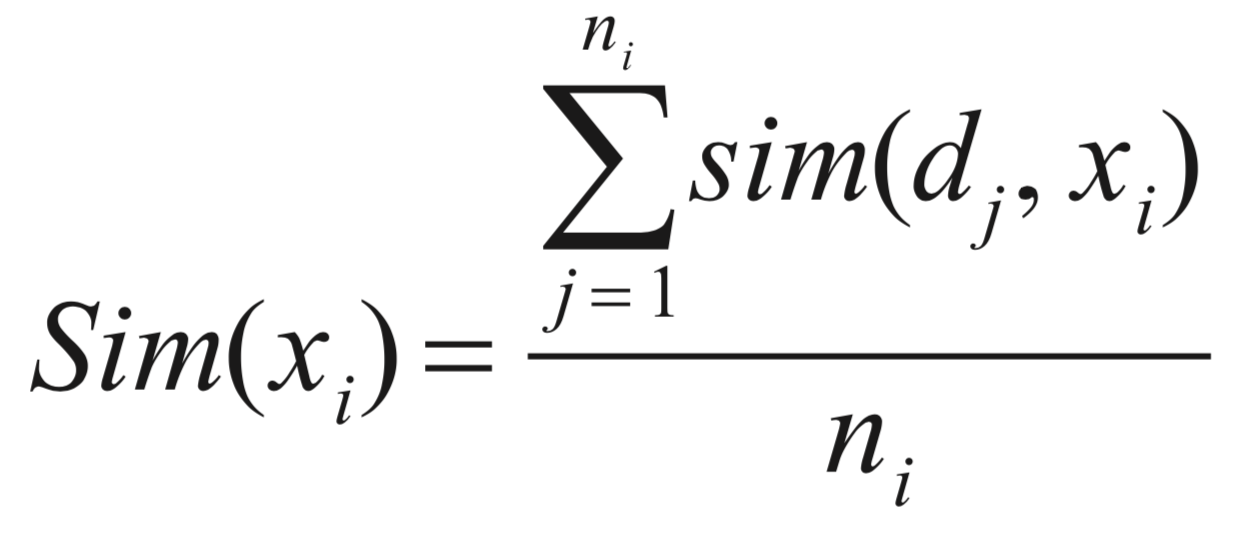 Sim(x_i) = \frac{\sum_{j=1}^{n_i} sim(d_j, x_i)}{n_i}